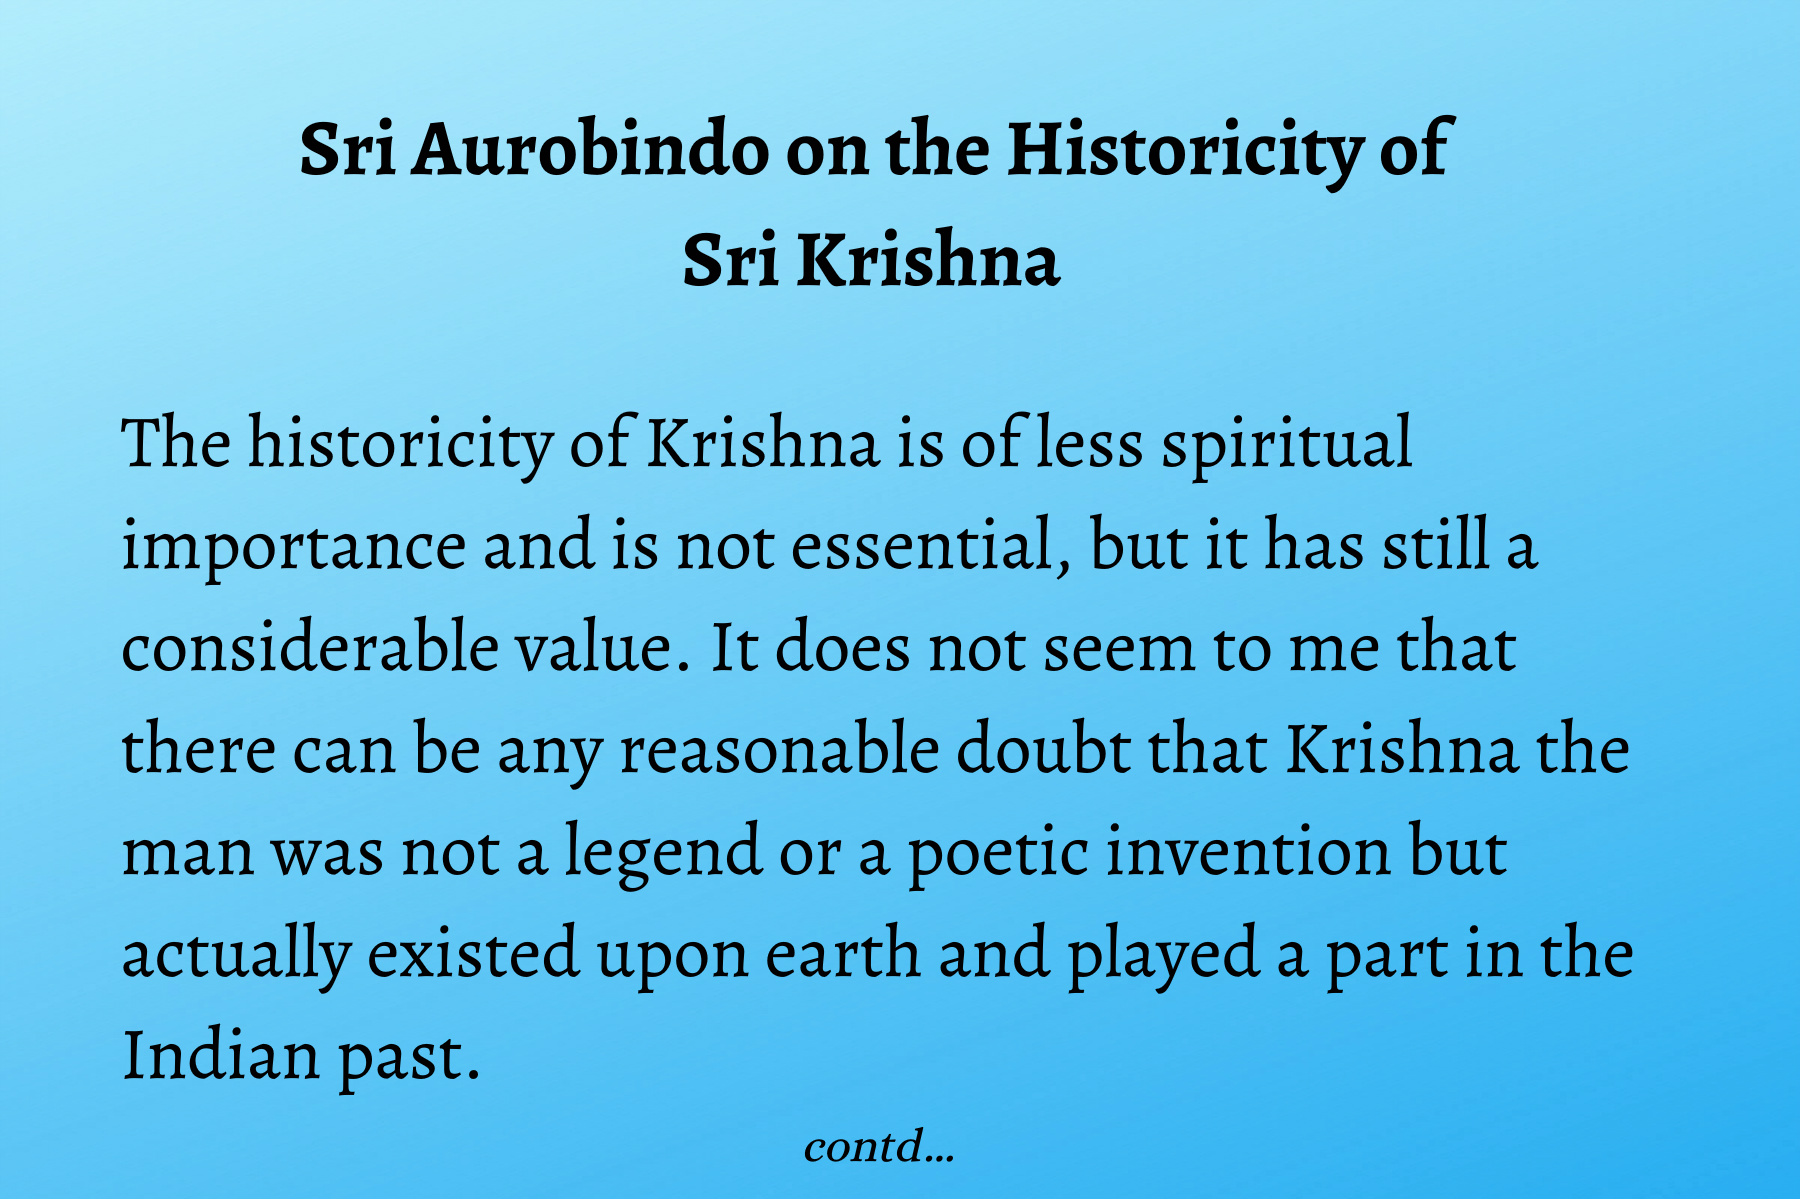 Sri Aurobindo on the Historicity of
Sri Krishna
The historicity of Krishna is of less spiritual
importance and is not essential, but it has still a
considerable value. It does not seem to me that
there can be any reasonable doubt that Krishna the
man was not a legend or a poetic invention but
actually existed upon earth and played a part in the
Indian past.
contd...